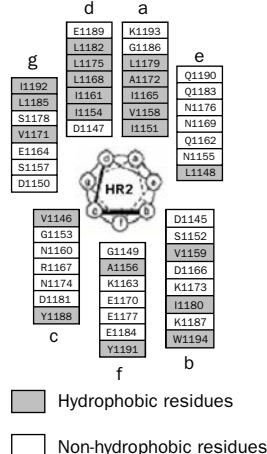 d
E1189
L1182
L1175
L1168
I1161
I1154
D1147
a
K1193
G1186
L1179
A1172
I1165
V1158
I1151
g
I1192
L1185
S1178
V1171
E1164
S1157
D1150
e
Q1190
Q1183
N1176
N1169
Q1162
N1155
L1148
HR2
d
a
g
e
c
b
f
V1146
G1153
N1160
R1167
N1174
D1181
Y1188
c
G1149
A1156
K1163
E1170
E1177
E1184
Y1191
f
D1145
S1152
V1159
D1166
K1173
I1180
K1187
W1194
b
Hydrophobic residues
Non-hydrophobic residues